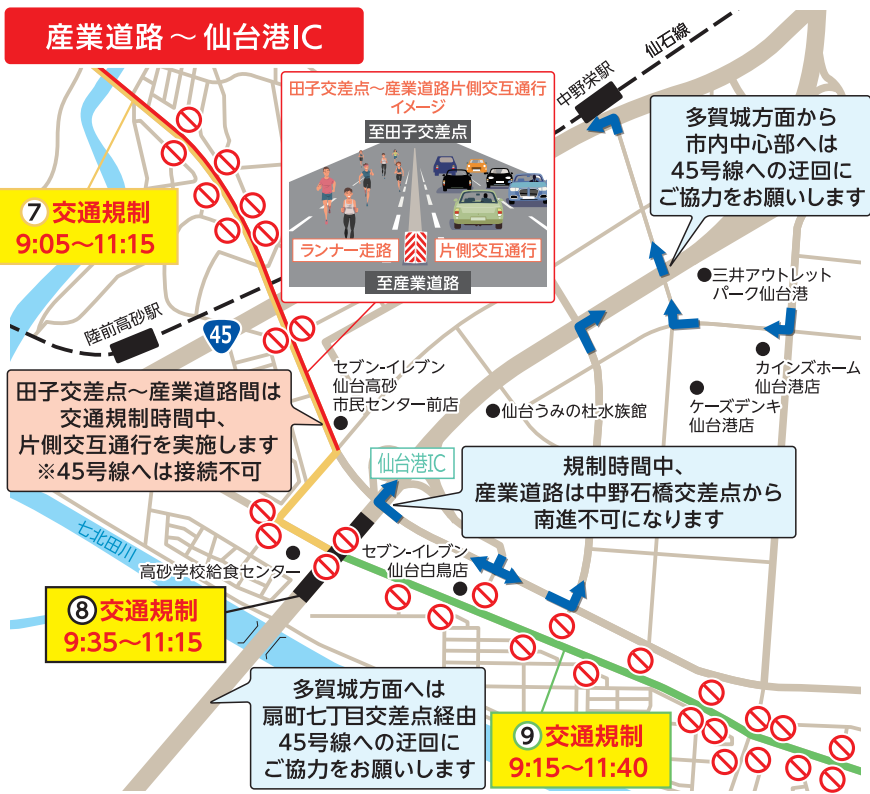 産業道路～仙台港IC
仙石線
中野栄駅
田子交差点～産業道路片側交互通行
イメージ
至田子交差点
ランナー走路
片側交互通行
至産業道路
多賀城方面から
市内中心部へは
45号線への迂回に
ご協力をお願いします
⑦ 交通規制
9:05～11:15
三井アウトレット
パーク仙台港
陸前高砂駅
45
セブン-イレブン
仙台高砂
市民センター前店
カインズホーム
仙台港店
ケーズデンキ
仙台港店
仙台うみの杜水族館
田子交差点～産業道路間は
交通規制時間中、
片側交互通行を実施します
※45号線へは接続不可
仙台港IC
規制時間中、
産業道路は中野石橋交差点から
南進不可になります
七北田川
高砂学校給食センター
セブン-イレブン
仙台白鳥店
⑧ 交通規制
9:35～11:15
多賀城方面へは
扇町七丁目交差点経由
45号線への迂回に
ご協力をお願いします
⑨ 交通規制
9:15～11:40